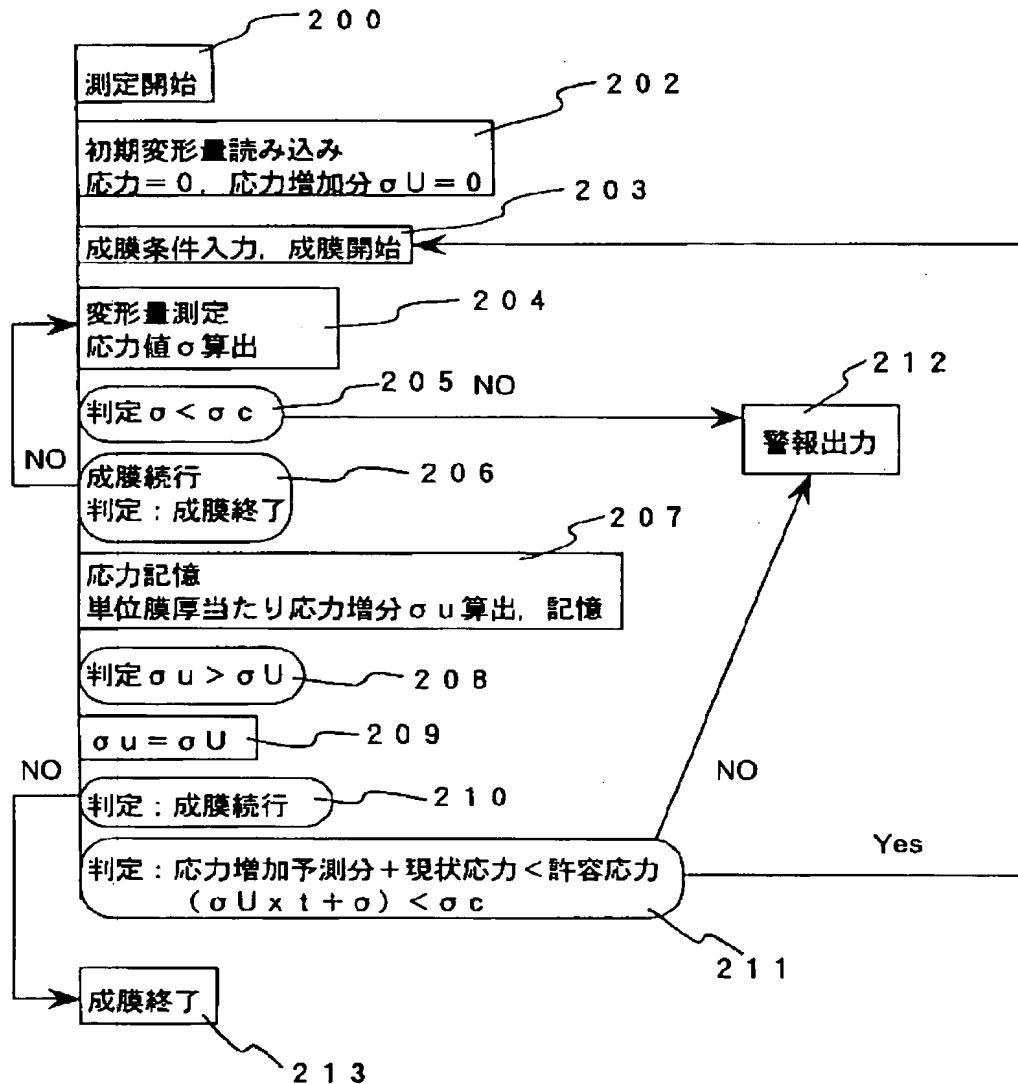 200
測定開始
202
初期変形量読み込み
応力=0, 応力増加分σU=0
203
成膜条件入力, 成膜開始
204
変形量測定
応力値σ算出
205
NO
判定σ<σc
212
警報出力
NO
成膜続行
判定:成膜終了
206
207
応力記憶
単位膜厚当たり応力増分σu算出, 記憶
判定σu>σU
208
σu=σU
209
NO
判定:成膜続行
210
NO
Yes
判定:応力増加予測分+現状応力<許容応力
(σU×t+σ)<σc
211
成膜終了
213